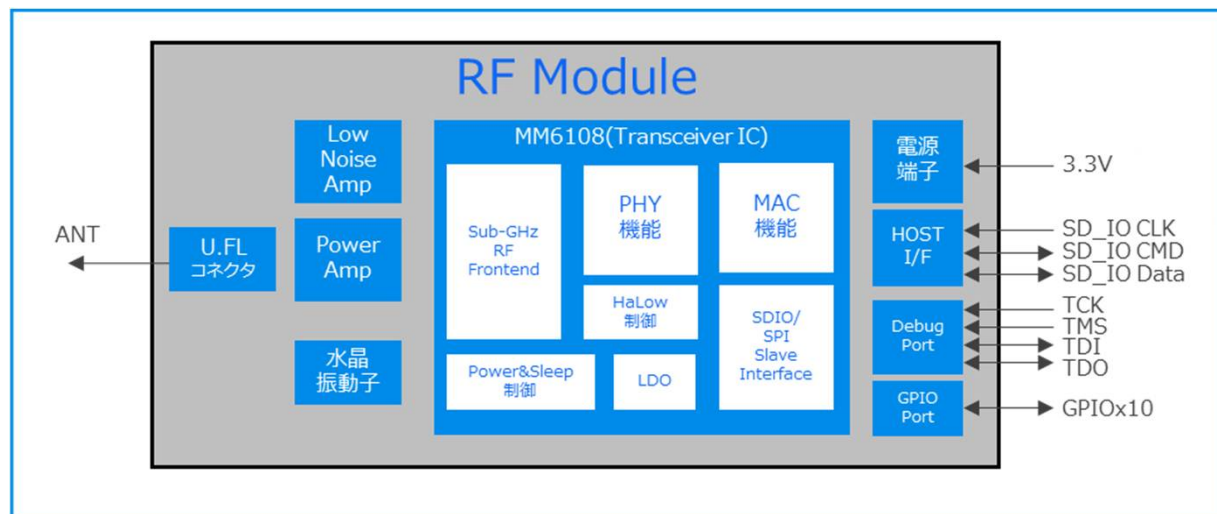 RF Module
ANT
U.FL
コネクタ
Low
Noise
Amp
Power
Amp
水晶
振動子
MM6108(Transceiver IC)
Sub-GHz
RF
Frontend
PHY
機能
MAC
機能
HaLow
制御
SDIO/
SPI
Slave
Interface
Power&Sleep
制御
LDO
電源
端子
3.3V
HOST
I/F
SD_IO CLK
SD_IO CMD
SD_IO Data
Debug
Port
TCK
TMS
TDI
TDO
GPIO
Port
GPIOx10